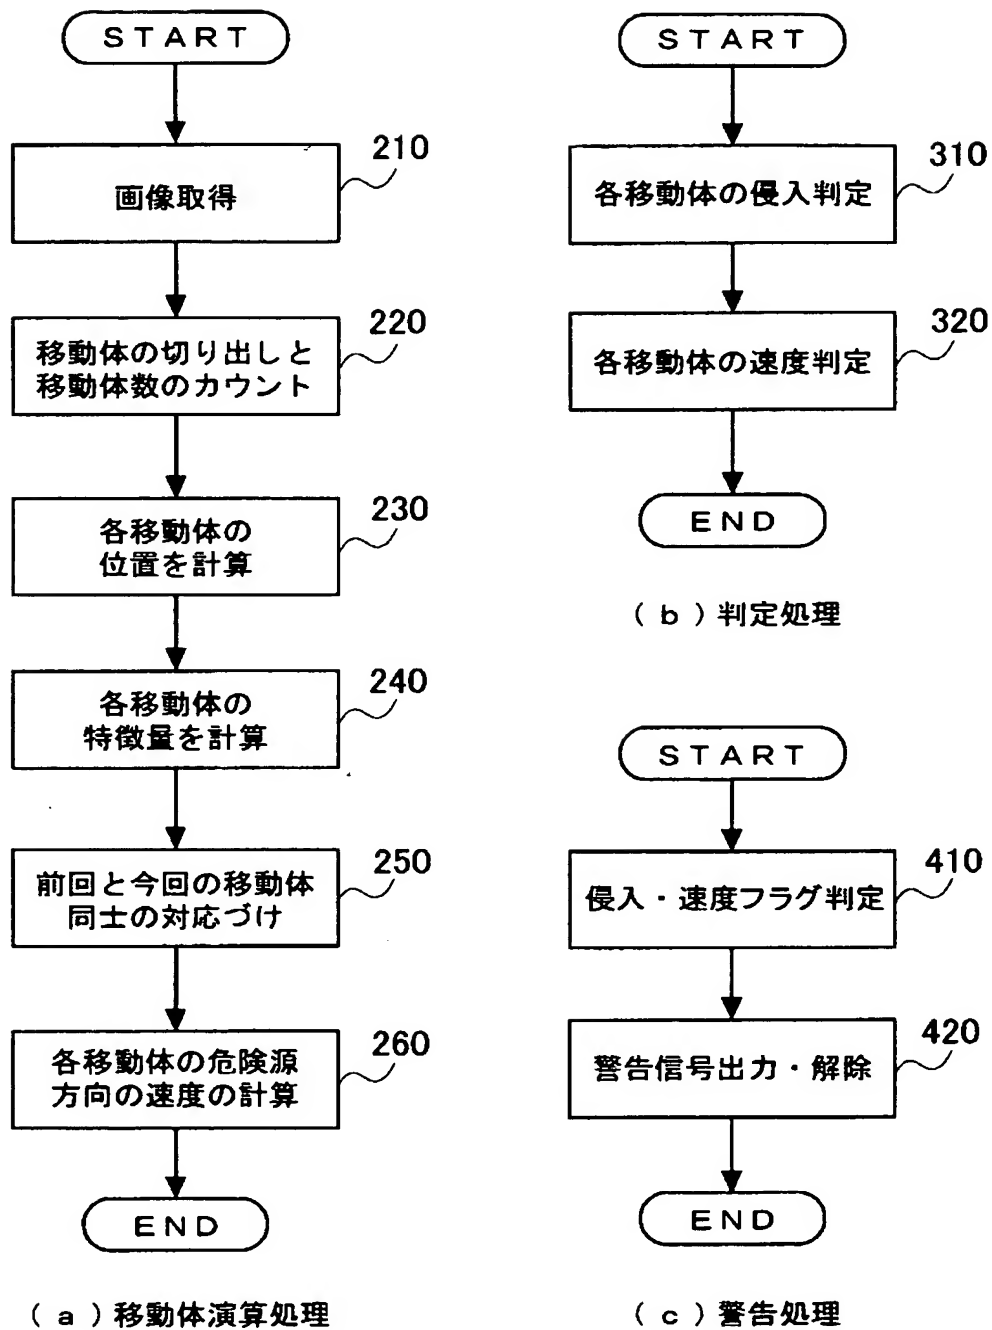 START
210
画像取得
220
移動体の切り出しと
移動体数のカウント
230
各移動体の
位置を計算
240
各移動体の
特徴量を計算
250
前回と今回の移動体
同士の対応づけ
260
各移動体の危険源
方向の速度の計算
END
(a)移動体演算処理
START
310
各移動体の侵入判定
320
各移動体の速度判定
END
(b)判定処理
START
410
侵入・速度フラグ判定
420
警告信号出力・解除
END
(c)警告処理